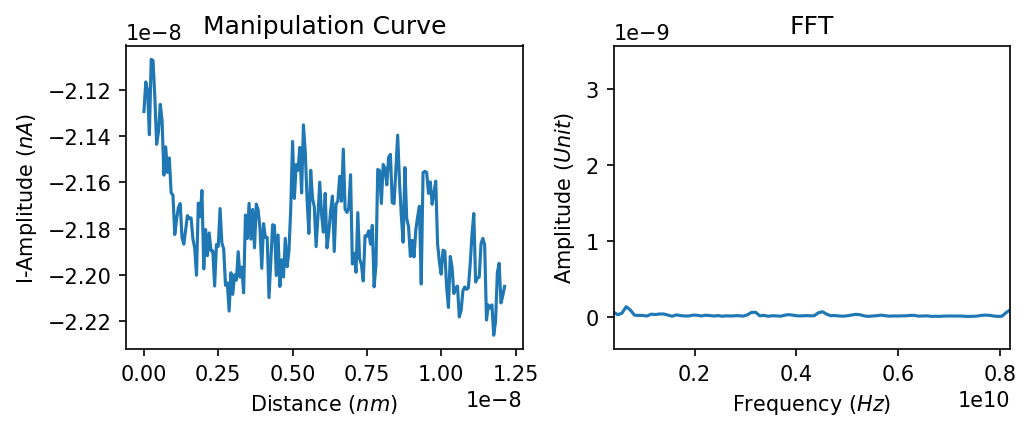 Manipulation Curve
1e−8
−2.12
−2.14
−2.16
−2.18
−2.20
−2.22
I-Amplitude (nA)
0.00 0.25 0.50 0.75 1.00 1.25
1e−8
Distance (nm)
FFT
1e−9
3
2
1
0
Amplitude (Unit)
0.2 0.4 0.6 0.8
1e10
Frequency (Hz)